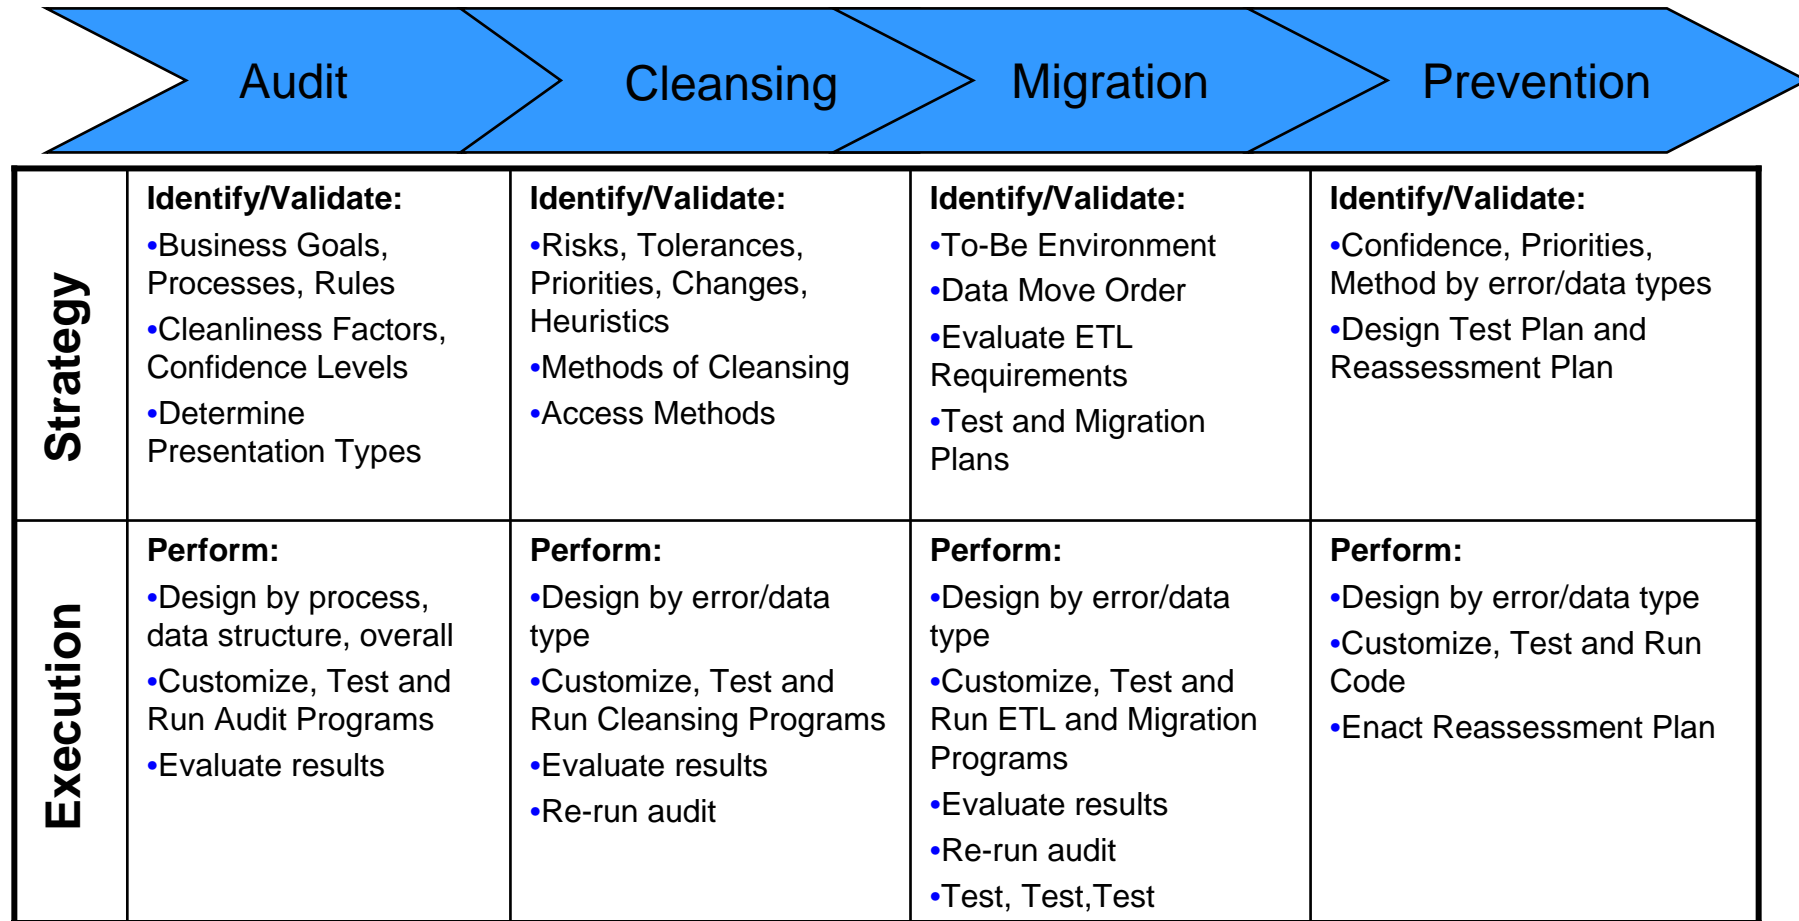 Audit
Cleansing
Migration
Prevention
Strategy
Identify/Validate:
•Business Goals,
Processes, Rules
•Cleanliness Factors,
Confidence Levels
•Determine
Presentation Types
Identify/Validate:
•Risks, Tolerances,
Priorities, Changes,
Heuristics
•Methods of Cleansing
•Access Methods
Identify/Validate:
•To-Be Environment
•Data Move Order
•Evaluate ETL
Requirements
•Test and Migration
Plans
Identify/Validate:
•Confidence, Priorities,
Method by error/data types
•Design Test Plan and
Reassessment Plan
Execution
Perform:
•Design by process,
data structure, overall
•Customize, Test and
Run Audit Programs
•Evaluate results
Perform:
•Design by error/data
type
•Customize, Test and
Run Cleansing Programs
•Evaluate results
•Re-run audit
Perform:
•Design by error/data
type
•Customize, Test and
Run ETL and Migration
Programs
•Evaluate results
•Re-run audit
•Test, Test,Test
Perform:
•Design by error/data type
•Customize, Test and Run
Code
•Enact Reassessment Plan